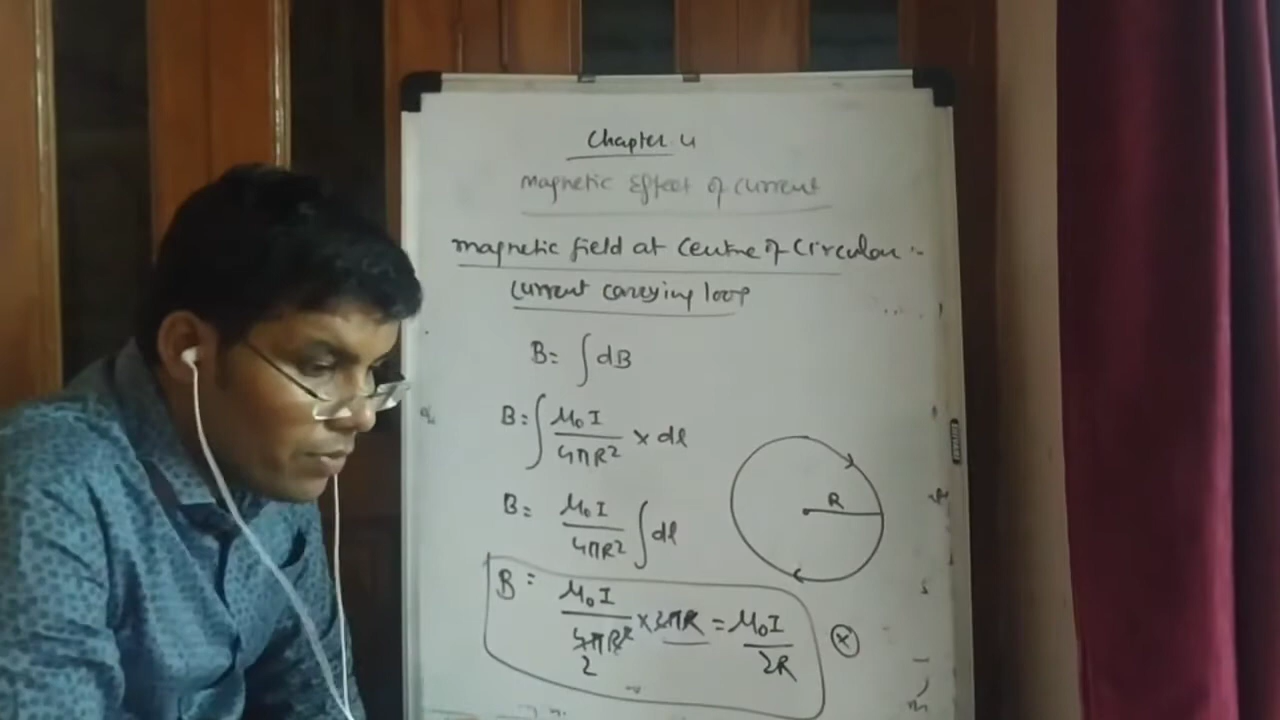 Chapter 4
Magnetic Effect of Current
magnetic field at Centre of Circular :-
Current carrying loop
B = ∫ dB
B = ∫ μ₀I / 4πR² × dl
B = μ₀I / 4πR² ∫ dl
B = μ₀I / 4πR² × 2πR = μ₀I / 2R
2
R